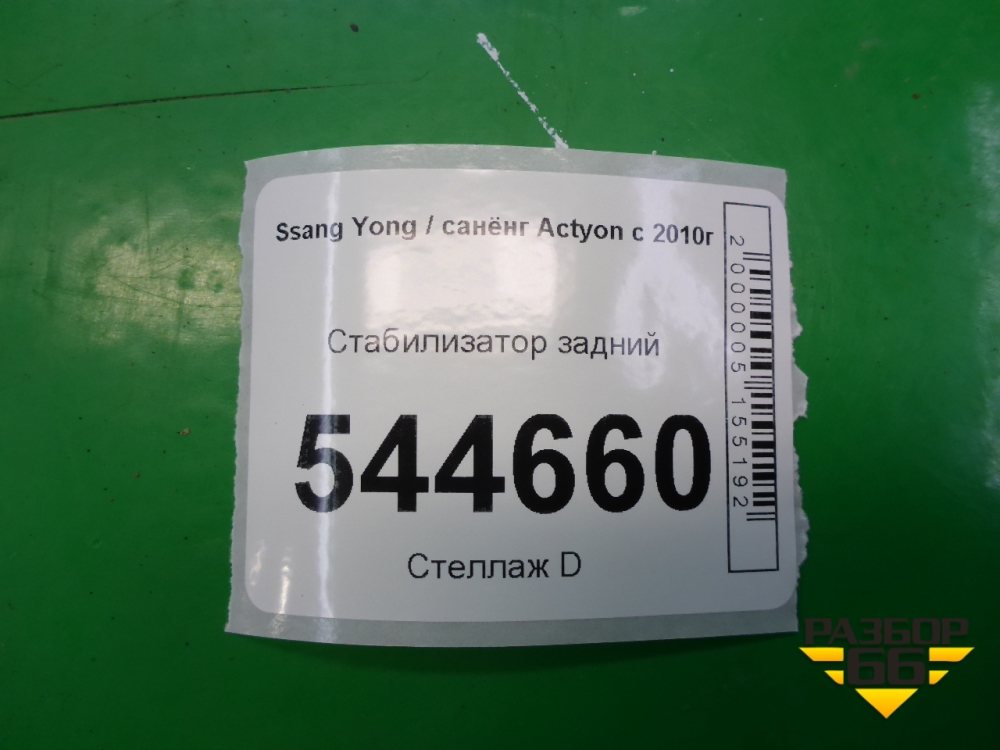 Ssang Yong / санёнг Actyon с 2010г
Стабилизатор задний
544660
Стеллаж D
2000005155192
РАЗБОР
66